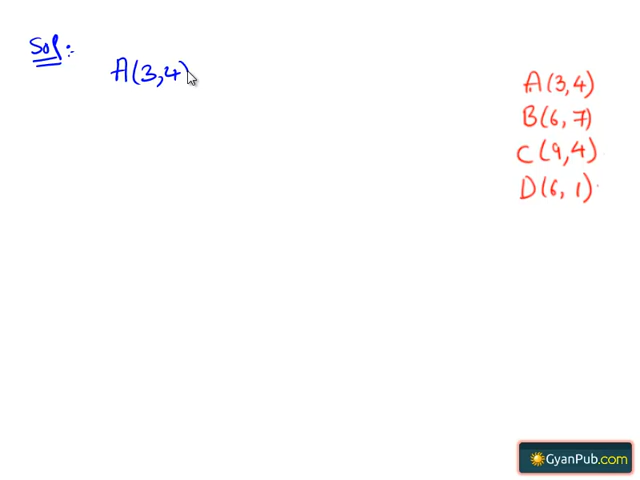 Sol:
A(3,4)
A(3,4)
B(6,7)
C(9,4)
D(6,1)
GyanPub.com